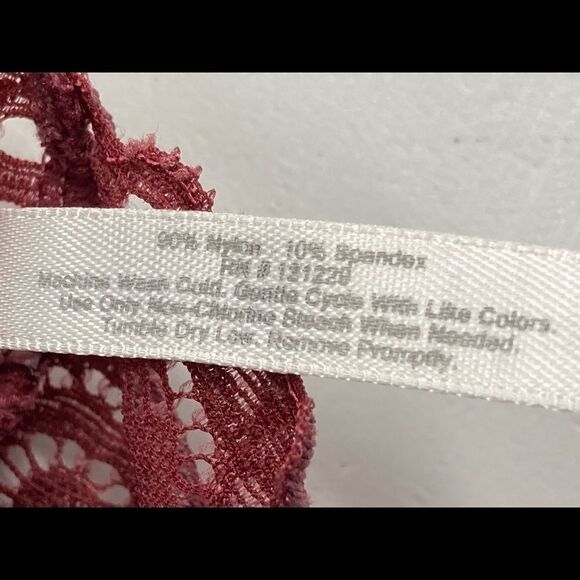 90% Nylon 10% Spandex
RN # 131220
Machine Wash Cold. Gentle Cycle With Like Colors.
Use Only Non-Chlorine Bleach When Needed.
Tumble Dry Low. Remove Promptly.